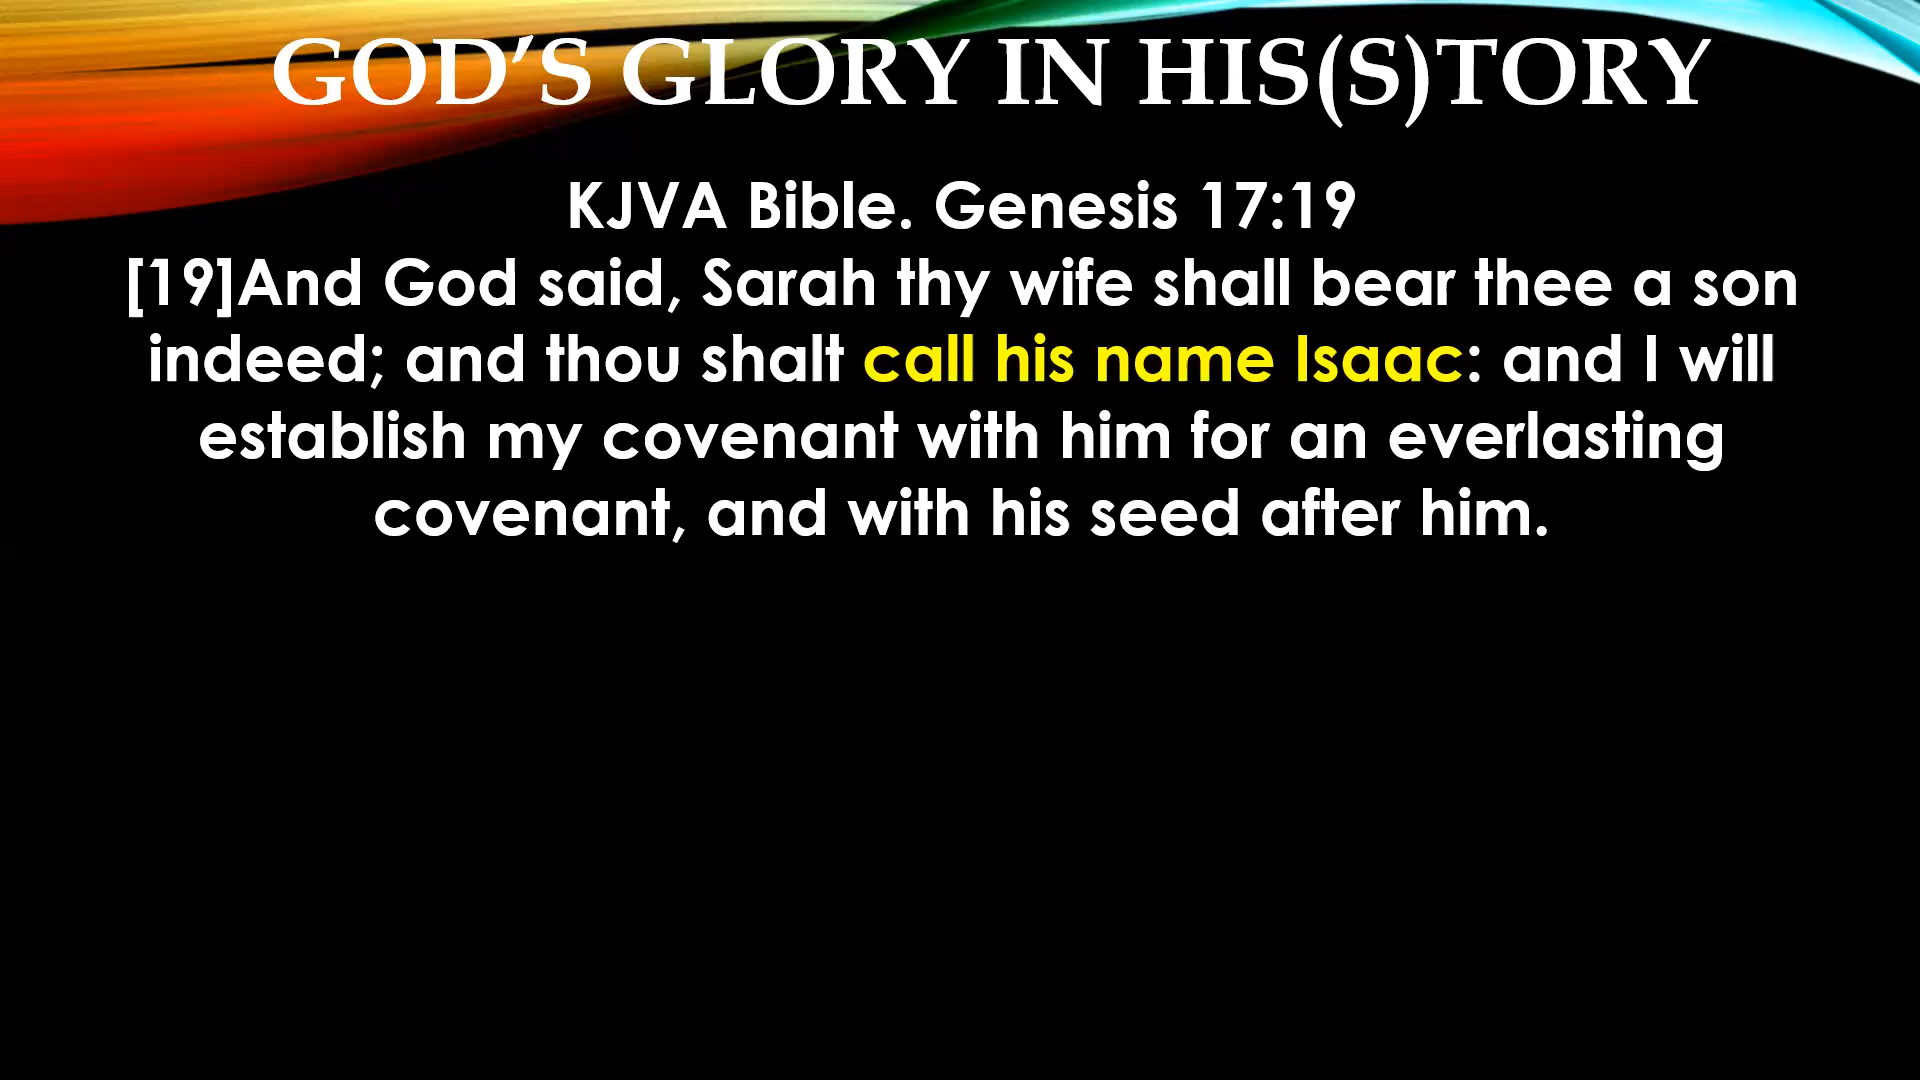 GOD’S GLORY IN HIS(S)TORY
KJVA Bible. Genesis 17:19
[19]And God said, Sarah thy wife shall bear thee a son
indeed; and thou shalt call his name Isaac: and I will
establish my covenant with him for an everlasting
covenant, and with his seed after him.